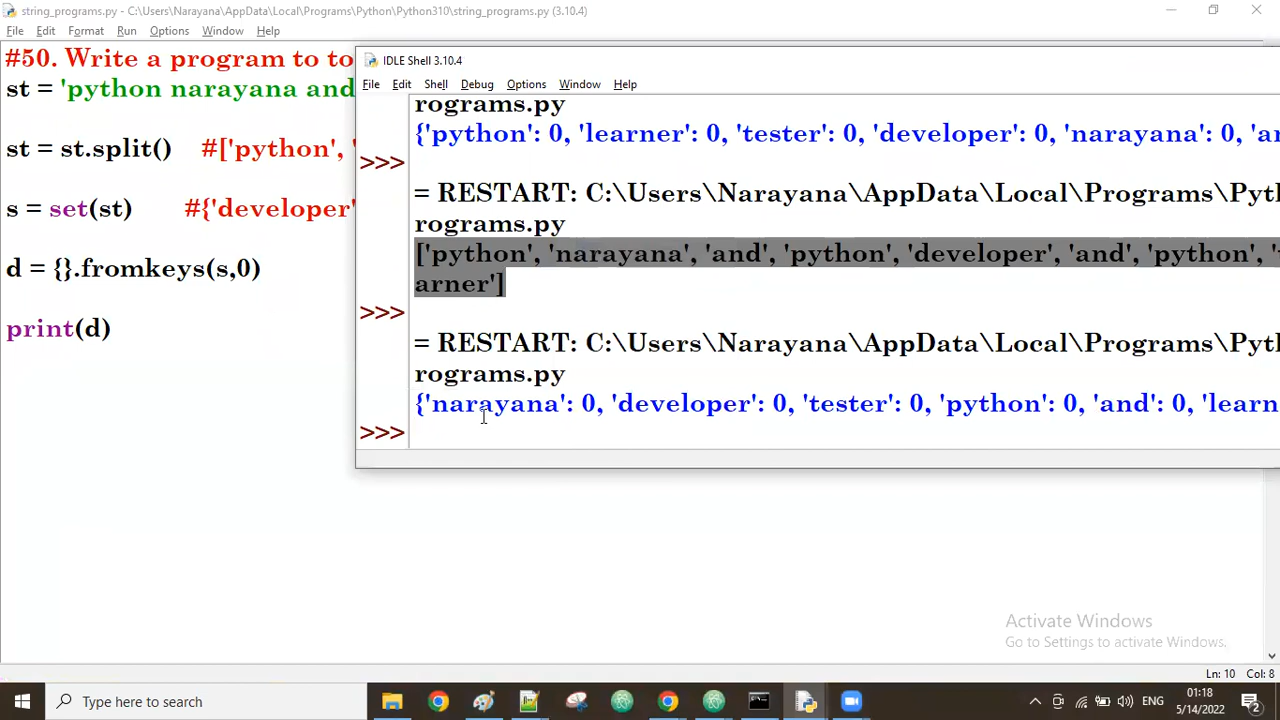 string_programs.py - C:\Users\Narayana\AppData\Local\Programs\Python\Python310\string_programs.py (3.10.4)
File Edit Format Run Options Window Help
#50. Write a program to to
st = 'python narayana and
st = st.split() #['python', '
s = set(st) #{'developer'
d = {}.fromkeys(s,0)
print(d)
IDLE Shell 3.10.4
File Edit Shell Debug Options Window Help
rograms.py
{'python': 0, 'learner': 0, 'tester': 0, 'developer': 0, 'narayana': 0, 'an
>>>
= RESTART: C:\Users\Narayana\AppData\Local\Programs\Pyth
rograms.py
['python', 'narayana', 'and', 'python', 'developer', 'and', 'python', '
arner']
>>>
= RESTART: C:\Users\Narayana\AppData\Local\Programs\Pyth
rograms.py
{'narayana': 0, 'developer': 0, 'tester': 0, 'python': 0, 'and': 0, 'learn
>>>
Activate Windows
Go to Settings to activate Windows.
Ln: 10 Col: 8
Type here to search
ENG
01:18
5/14/2022
2